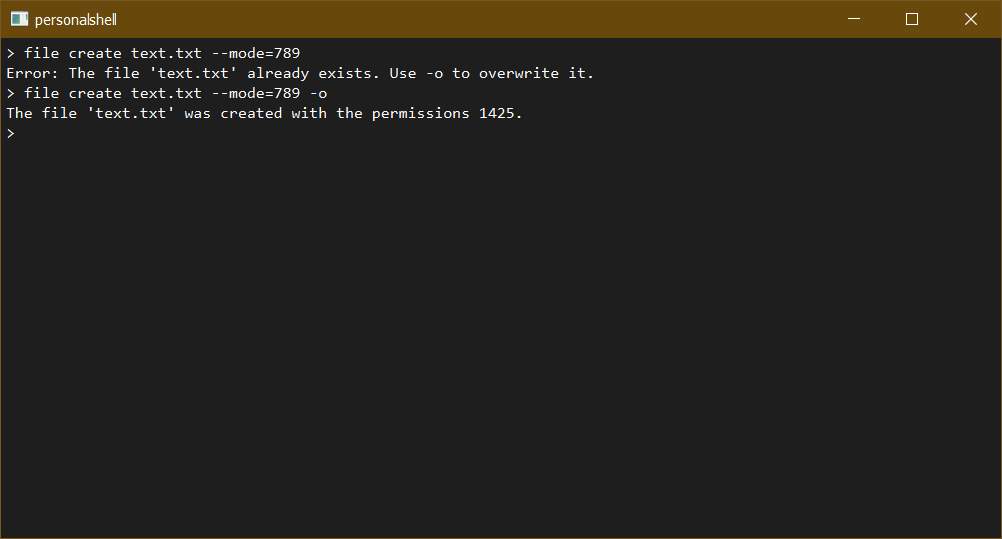 personalshell
> file create text.txt --mode=789
Error: The file 'text.txt' already exists. Use -o to overwrite it.
> file create text.txt --mode=789 -o
The file 'text.txt' was created with the permissions 1425.
>